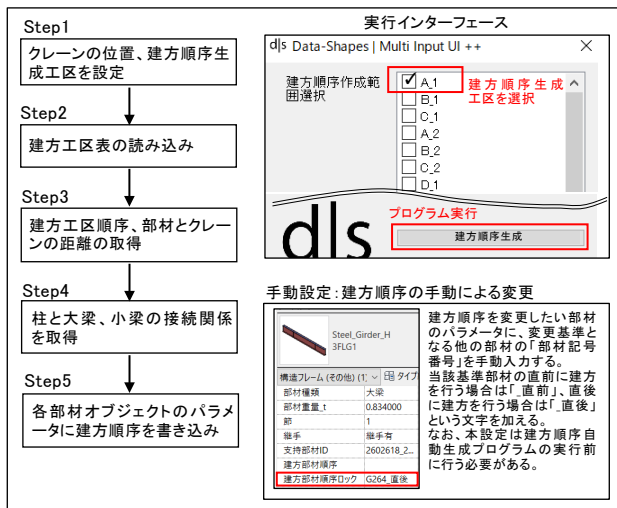 Step1
クレーンの位置、建方順序生
成工区を設定
Step2
建方工区表の読み込み
Step3
建方工区順序、部材とクレー
ンの距離の取得
Step4
柱と大梁、小梁の接続関係
を取得
Step5
各部材オブジェクトのパラメ
ータに建方順序を書き込み
実行インターフェース
d|s Data-Shapes | Multi Input UI ++
建方順序作成範
囲選択
A_1
B_1
C_1
A_2
B_2
C_2
D_1
建方順序生成
工区を選択
プログラム実行
d|s
建方順序生成
手動設定：建方順序の手動による変更
Steel_Girder_H
3FLG1
構造フレーム (その他) (1) タイプ
部材種類 大梁
部材重量_t 0.834000
節 1
継手 継手有
支持部材ID 2602618_2...
建方部材順序
建方部材順序ロック G264_直後
建方順序を変更したい部材
のパラメータに、変更基準と
なる他の部材の「部材記号
番号」を手動入力する。
当該基準部材の直前に建方
を行う場合は「_直前」、直後
に建方を行う場合は「_直後」
という文字を加える。
なお、本設定は建方順序自
動生成プログラムの実行前
に行う必要がある。